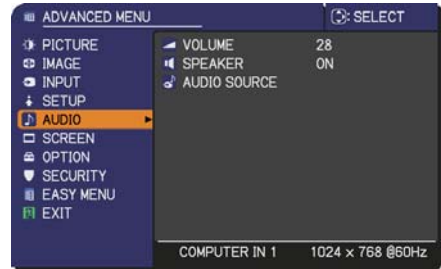 ADVANCED MENU
: SELECT
PICTURE
IMAGE
INPUT
SETUP
AUDIO
SCREEN
OPTION
SECURITY
EASY MENU
EXIT
VOLUME 28
SPEAKER ON
AUDIO SOURCE
COMPUTER IN 1 1024 x 768 @60Hz